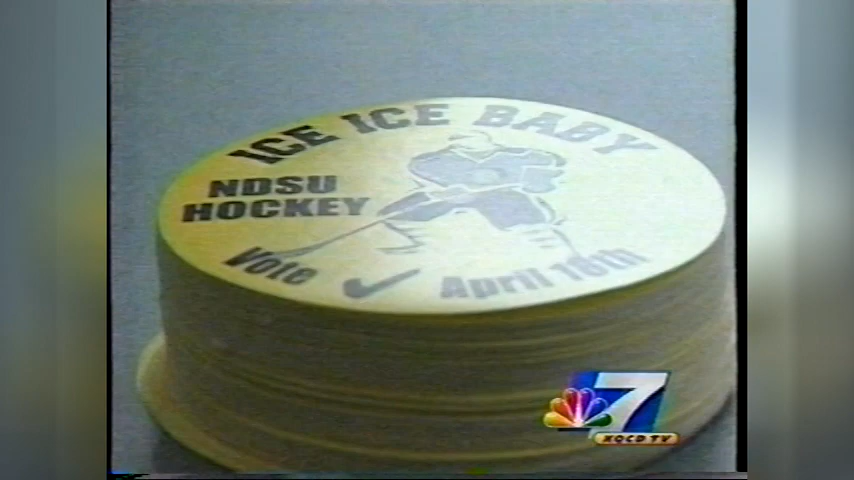 ICE ICE BABY
NDSU
HOCKEY
Vote
April 16th
7
KQCD TV